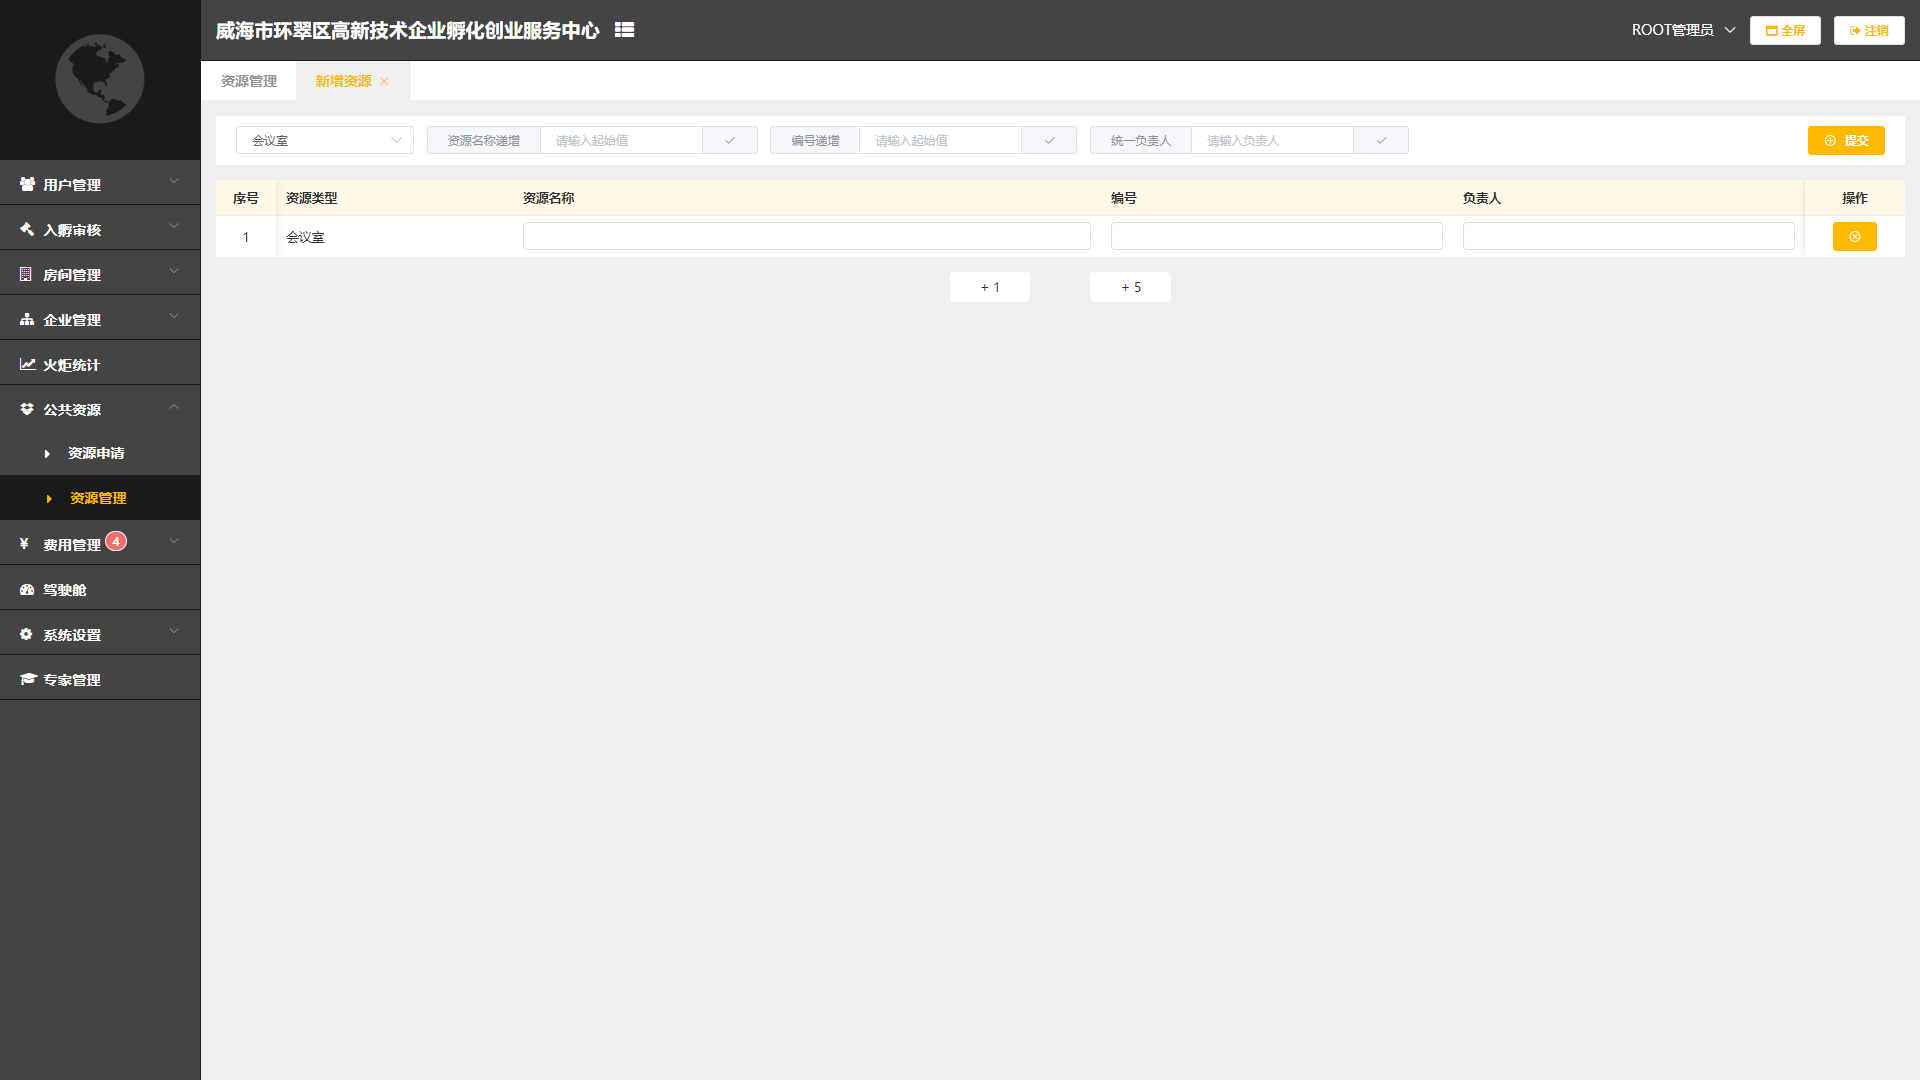 威海市环翠区高新技术企业孵化创业服务中心
ROOT管理员
全屏
注销
资源管理
新增资源
会议室
资源名称递增
请输入起始值
编号递增
请输入起始值
统一负责人
请输入负责人
提交
序号
资源类型
资源名称
编号
负责人
操作
1
会议室
+ 1
+ 5
用户管理
入孵审核
房间管理
企业管理
火炬统计
公共资源
资源申请
资源管理
¥ 费用管理 4
驾驶舱
系统设置
专家管理